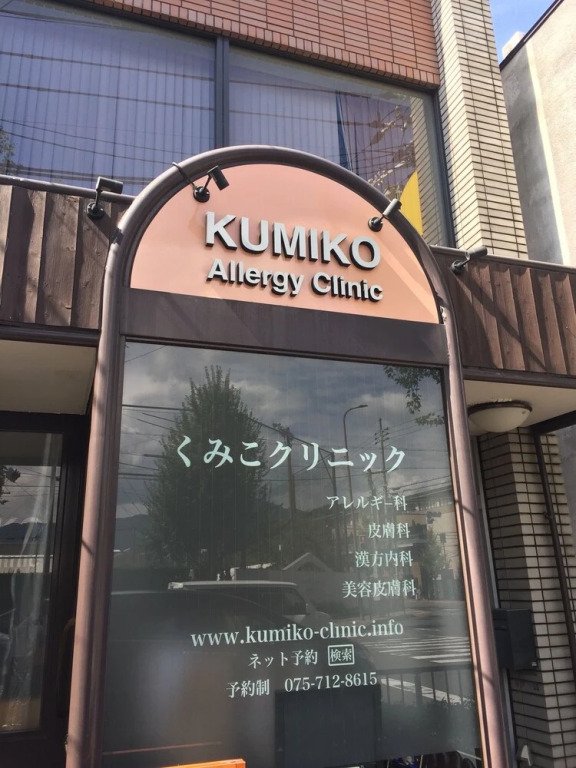 KUMIKO
Allergy Clinic
くみこクリニック
アレルギー科
皮膚科
漢方内科
美容皮膚科
www.kumiko-clinic.info
ネット予約 検索
予約制 075-712-8615